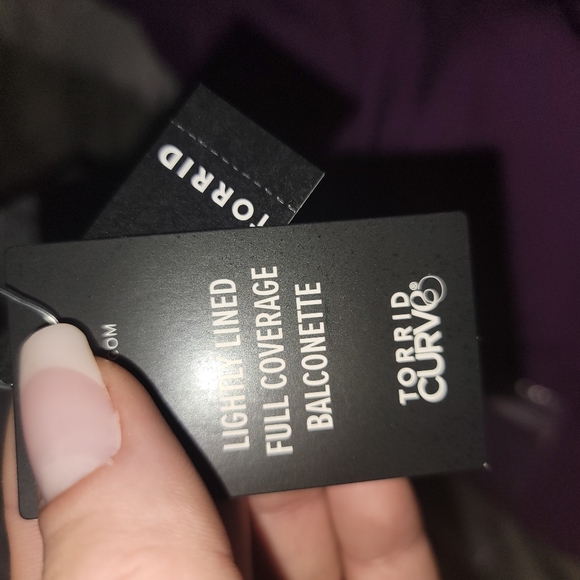 TORRID
LIGHTLY LINED
FULL COVERAGE
BALCONETTE
TORRID
CURVE®